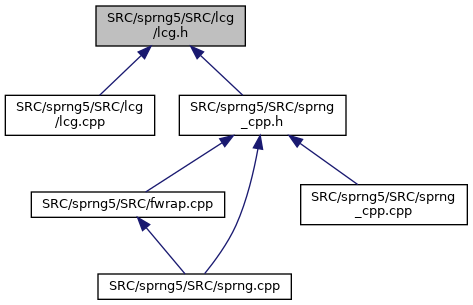 SRC/sprng5/SRC/lcg
/lcg.h
SRC/sprng5/SRC/lcg
/lcg.cpp
SRC/sprng5/SRC/sprng
_cpp.h
SRC/sprng5/SRC/fwrap.cpp
SRC/sprng5/SRC/sprng
_cpp.cpp
SRC/sprng5/SRC/sprng.cpp